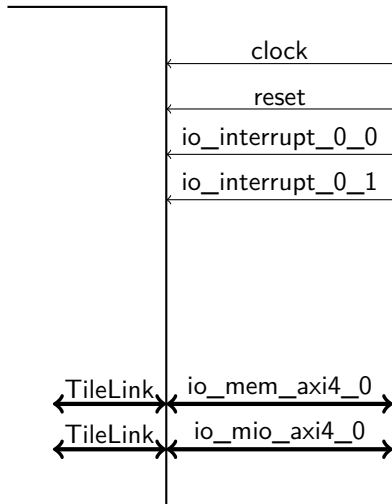 clock
reset
io_interrupt_0_0
io_interrupt_0_1
TileLink io_mem_axi4_0
TileLink io_mio_axi4_0